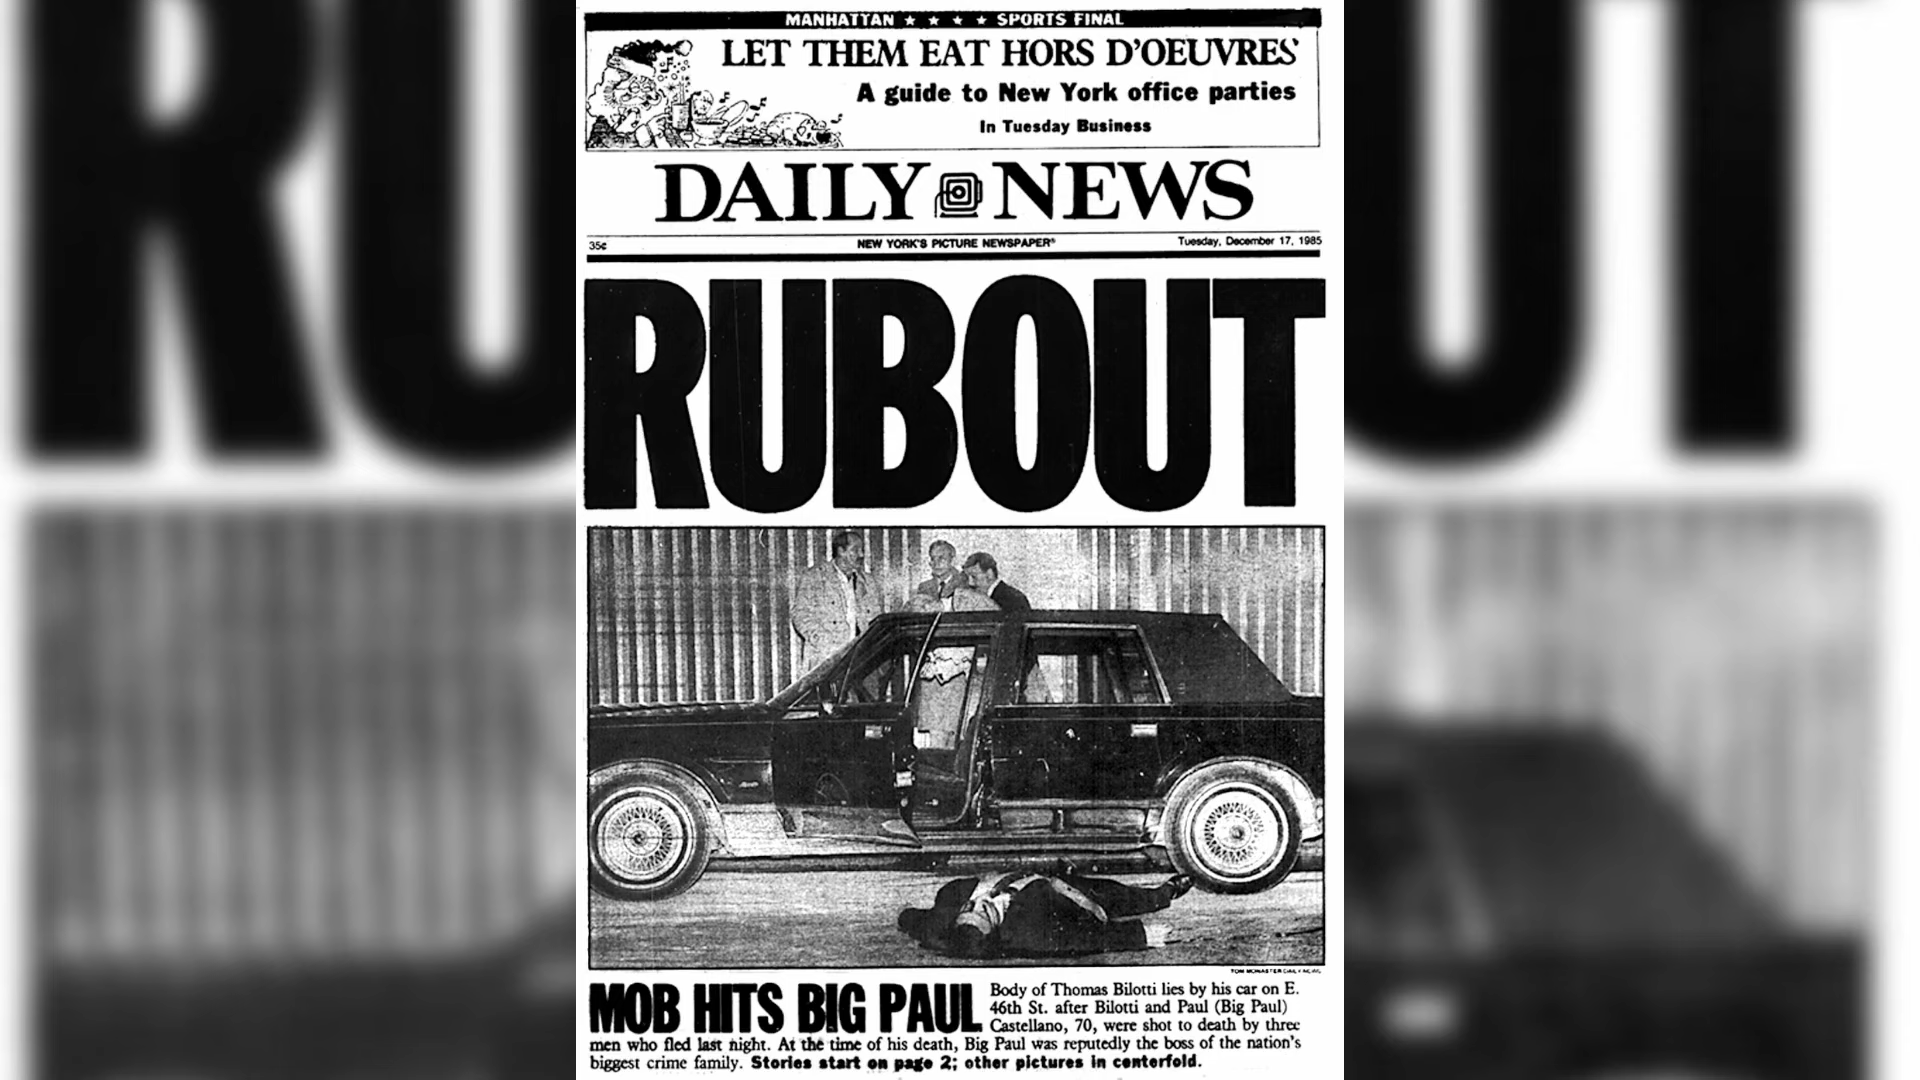 MANHATTAN ★ ★ ★ ★ SPORTS FINAL
LET THEM EAT HORS D'OEUVRES
A guide to New York office parties
In Tuesday Business
DAILY NEWS
35¢ NEW YORK'S PICTURE NEWSPAPER® Tuesday, December 17, 1985
RUBOUT
TOM MONASTER DAILY NEWS
MOB HITS BIG PAUL
Body of Thomas Bilotti lies by his car on E.
46th St. after Bilotti and Paul (Big Paul)
Castellano, 70, were shot to death by three
men who fled last night. At the time of his death, Big Paul was reputedly the boss of the nation's
biggest crime family. Stories start on page 2; other pictures in centerfold.